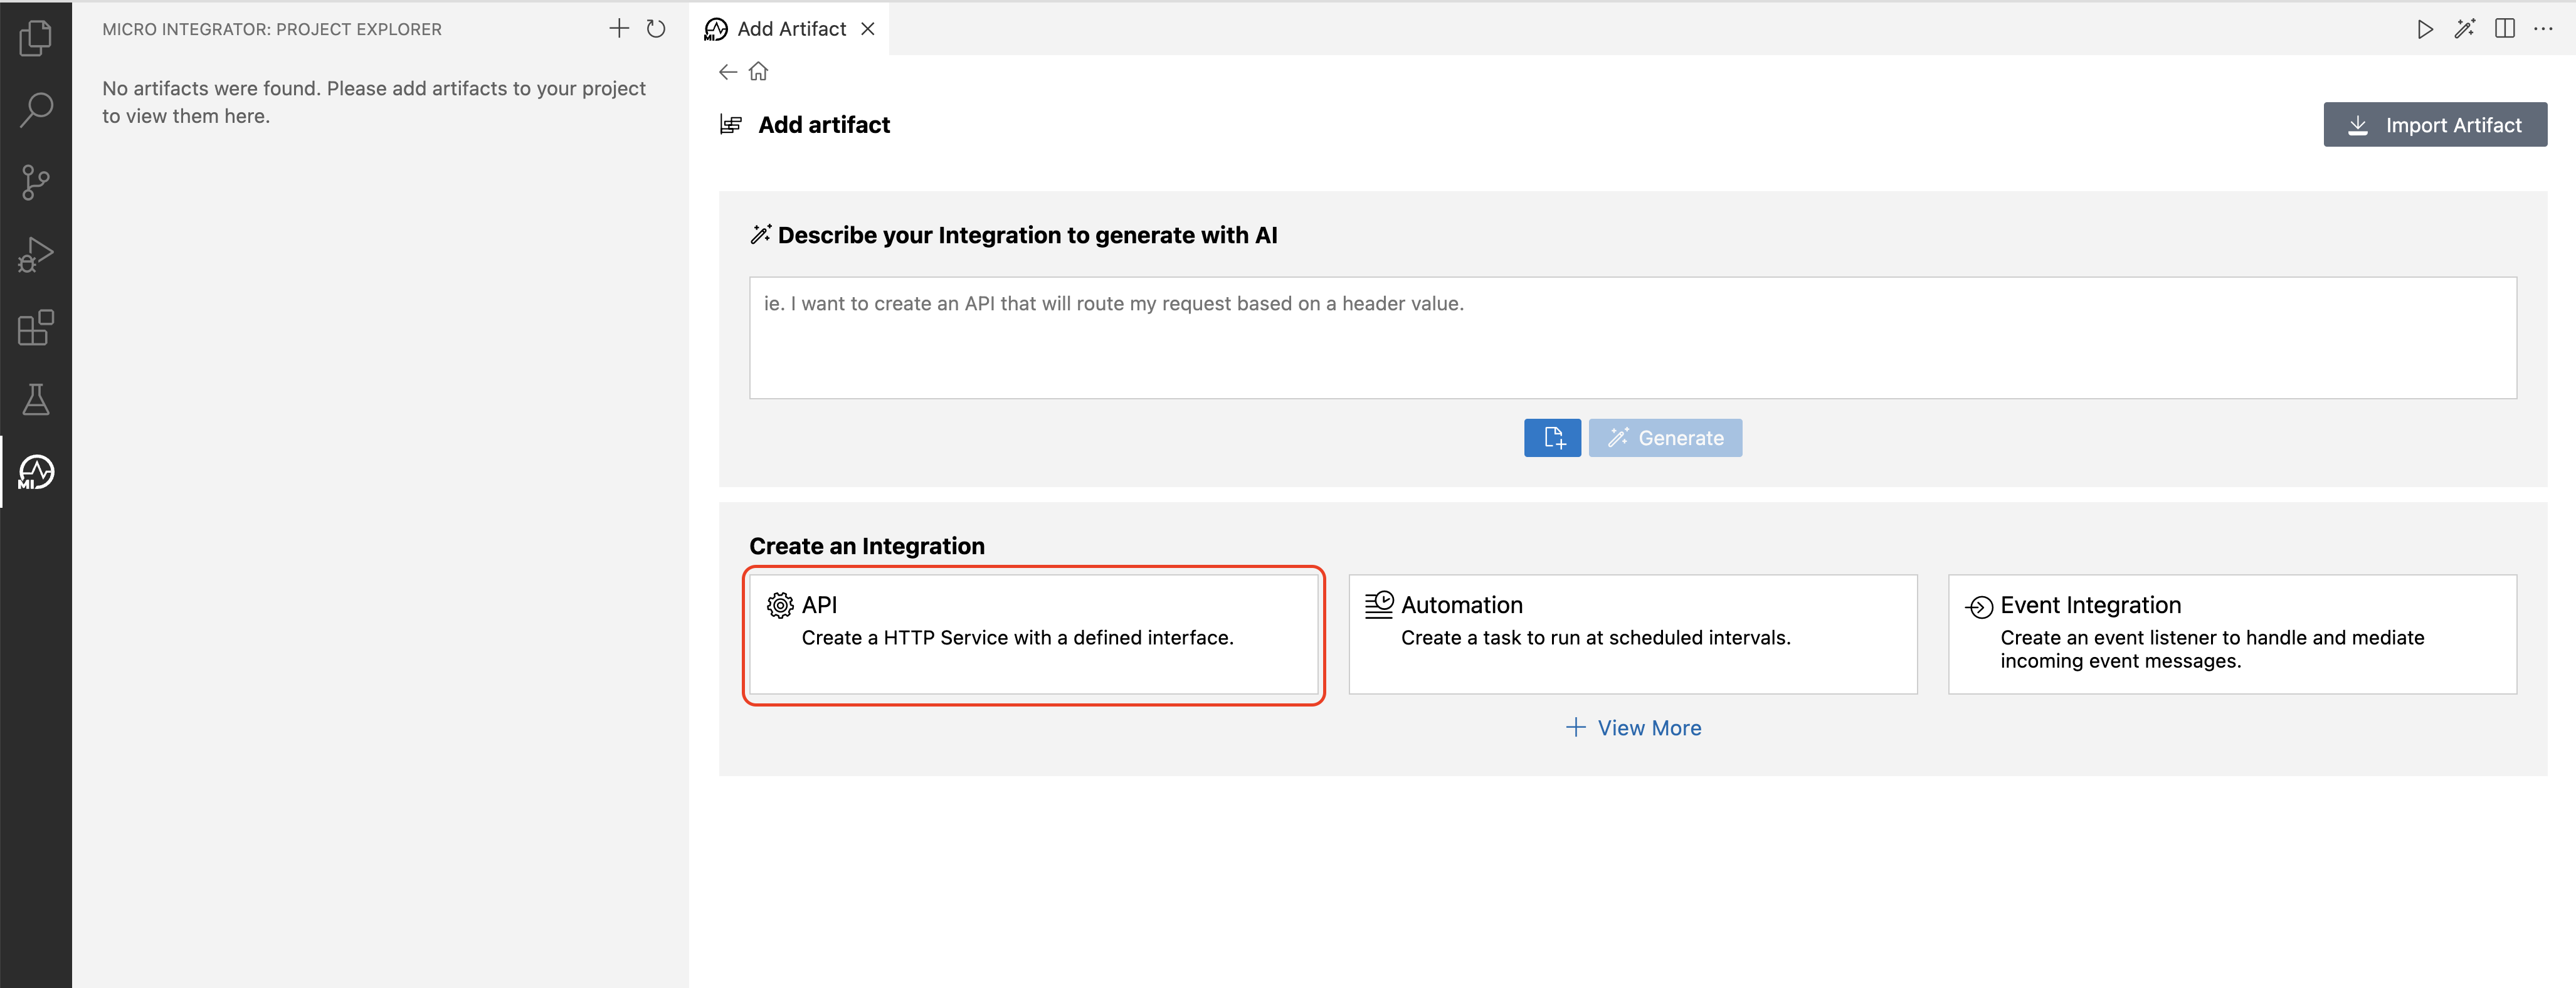 MICRO INTEGRATOR: PROJECT EXPLORER
No artifacts were found. Please add artifacts to your project
to view them here.
MI
MI
Add Artifact
Add artifact
Import Artifact
Describe your Integration to generate with AI
ie. I want to create an API that will route my request based on a header value.
Generate
Create an Integration
API
Create a HTTP Service with a defined interface.
Automation
Create a task to run at scheduled intervals.
Event Integration
Create an event listener to handle and mediate
incoming event messages.
View More